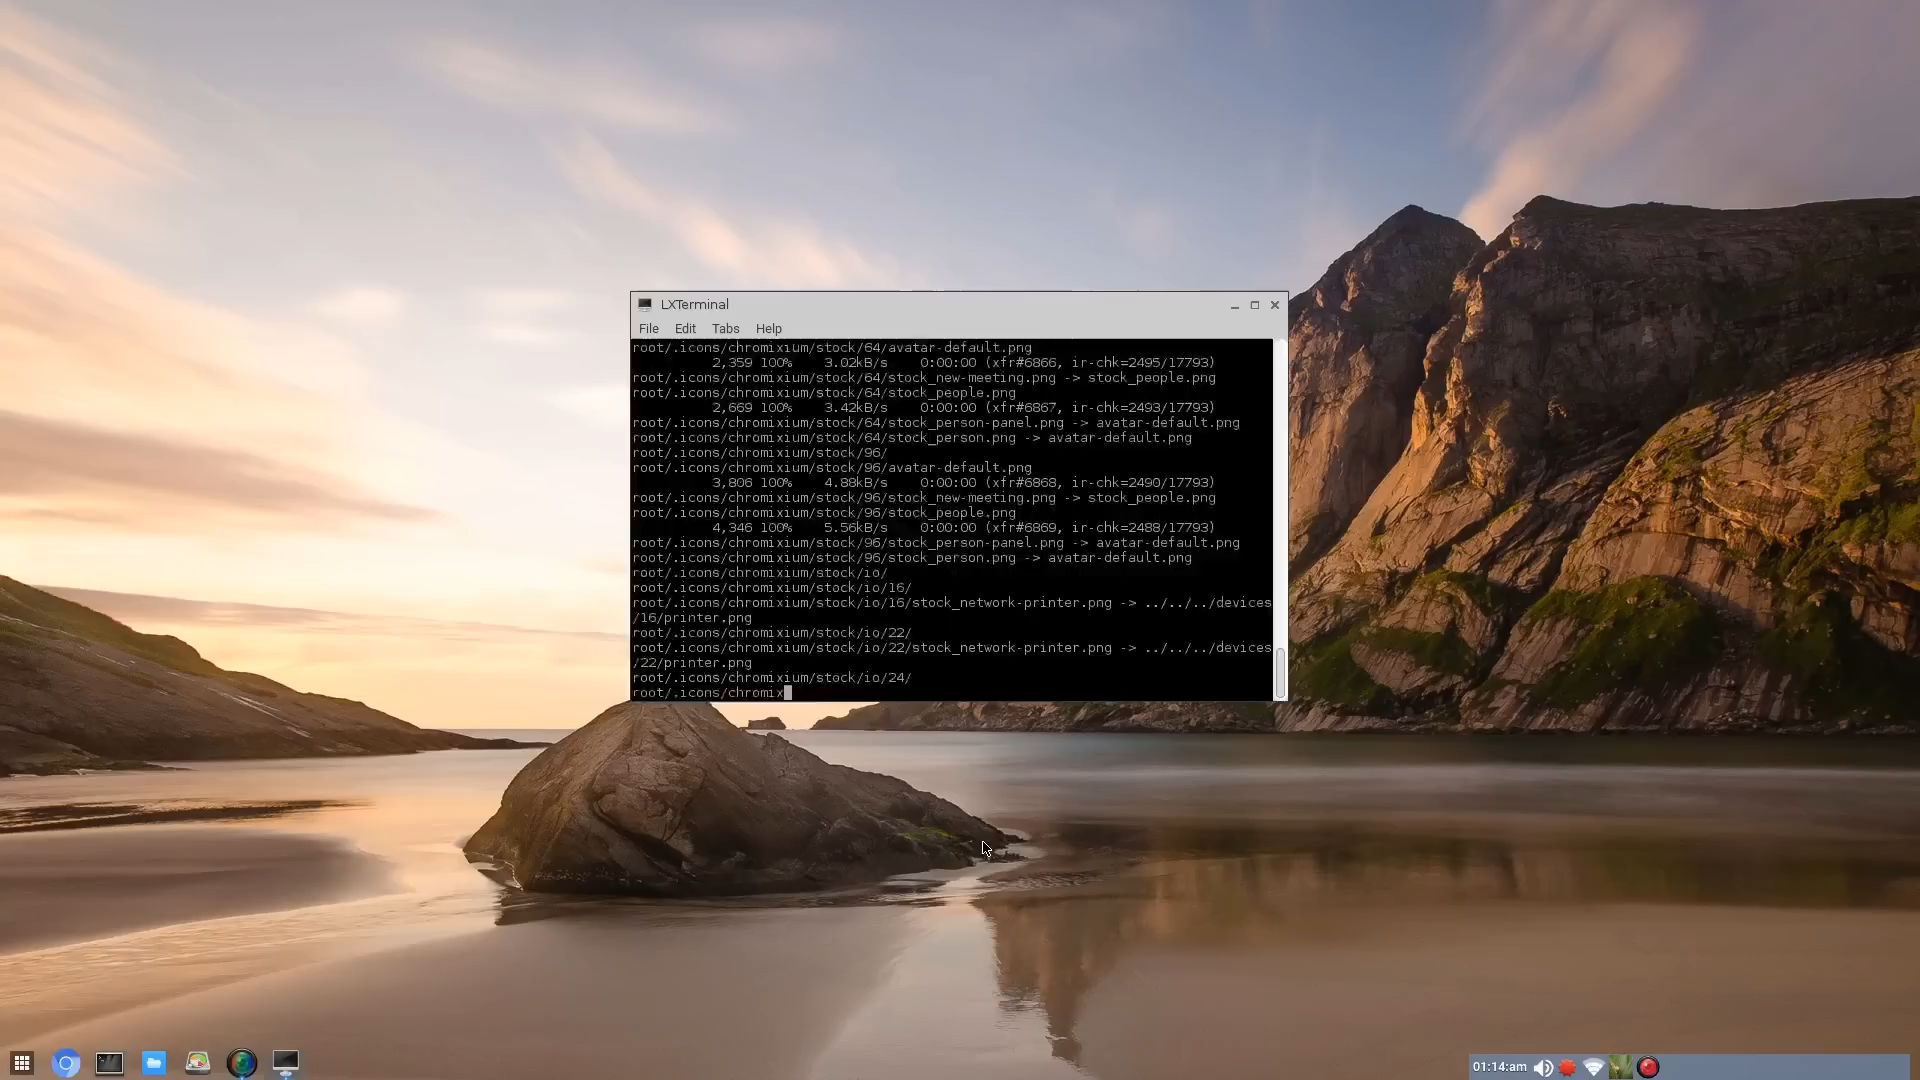 LXTerminal
File Edit Tabs Help
root/.icons/chromixium/stock/64/avatar-default.png
2,359 100% 3.02kB/s 0:00:00 (xfr#6866, ir-chk=2495/17793)
root/.icons/chromixium/stock/64/stock_new-meeting.png -> stock_people.png
root/.icons/chromixium/stock/64/stock_people.png
2,669 100% 3.42kB/s 0:00:00 (xfr#6867, ir-chk=2493/17793)
root/.icons/chromixium/stock/64/stock_person-panel.png -> avatar-default.png
root/.icons/chromixium/stock/64/stock_person.png -> avatar-default.png
root/.icons/chromixium/stock/96/
root/.icons/chromixium/stock/96/avatar-default.png
3,806 100% 4.88kB/s 0:00:00 (xfr#6868, ir-chk=2490/17793)
root/.icons/chromixium/stock/96/stock_new-meeting.png -> stock_people.png
root/.icons/chromixium/stock/96/stock_people.png
4,346 100% 5.56kB/s 0:00:00 (xfr#6869, ir-chk=2488/17793)
root/.icons/chromixium/stock/96/stock_person-panel.png -> avatar-default.png
root/.icons/chromixium/stock/96/stock_person.png -> avatar-default.png
root/.icons/chromixium/stock/io/
root/.icons/chromixium/stock/io/16/
root/.icons/chromixium/stock/io/16/stock_network-printer.png -> ../../../devices
/16/printer.png
root/.icons/chromixium/stock/io/22/
root/.icons/chromixium/stock/io/22/stock_network-printer.png -> ../../../devices
/22/printer.png
root/.icons/chromixium/stock/io/24/
root/.icons/chromix
01:14:am